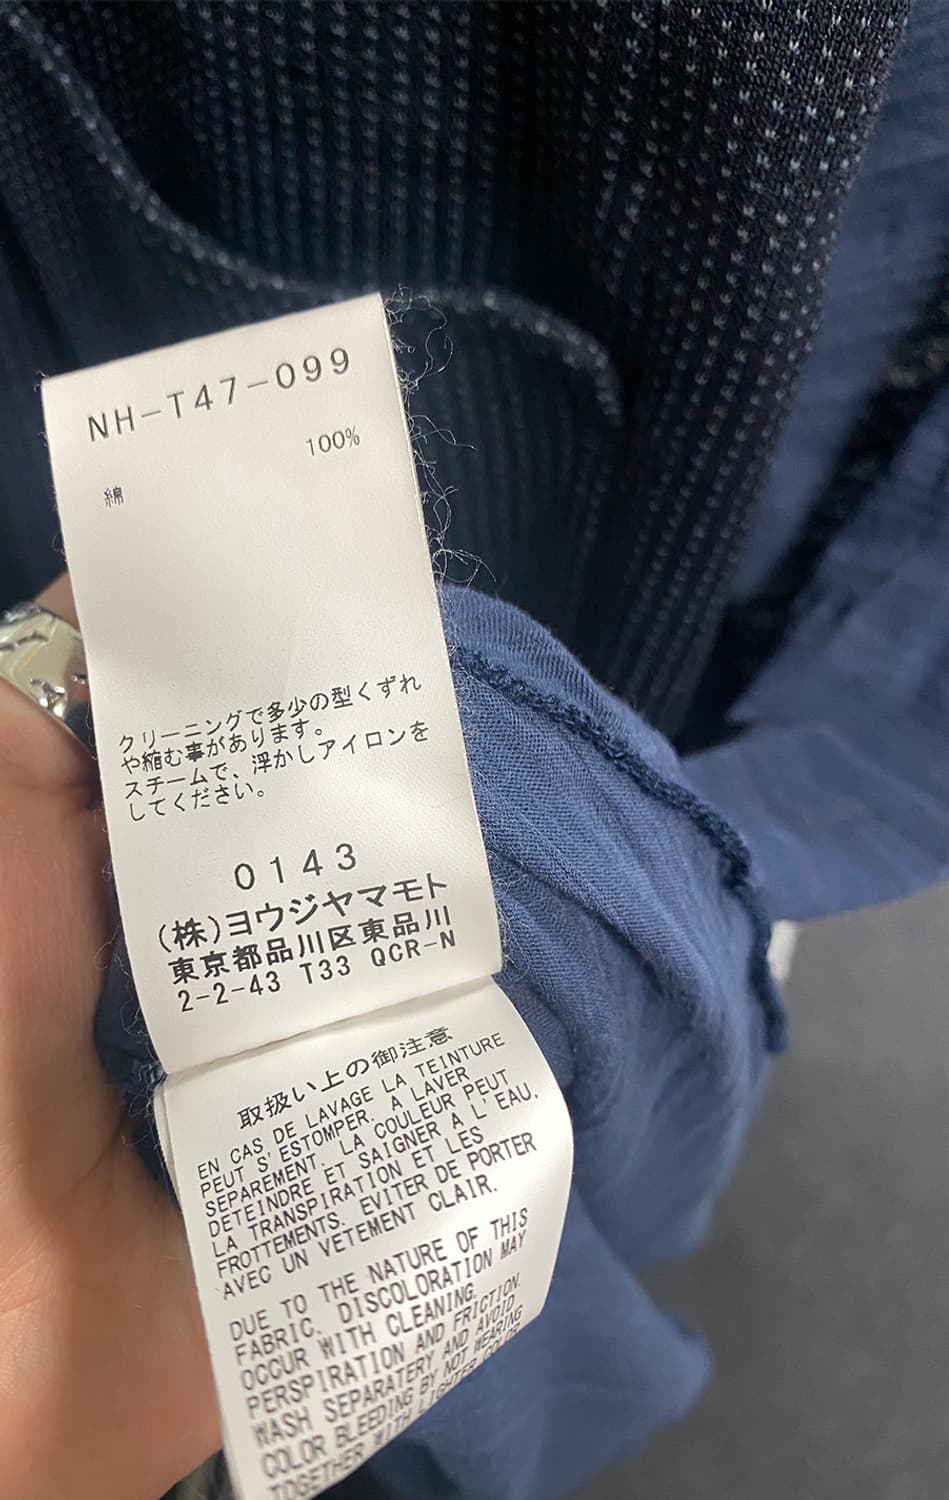 NH-T47-099
100%
綿
クリーニングで多少の型くずれ
や縮む事があります。
スチームで、浮かしアイロンを
してください。
0143
(株)ヨウジヤマモト
東京都品川区東品川
2-2-43 T33 QCR-N
取扱い上の御注意
EN CAS DE LAVAGE LA TEINTURE
PEUT S'ESTOMPER. A LAVER
SEPAREMENT. LA COULEUR PEUT
DETEINDRE ET SAIGNER A L'EAU,
LA TRANSPIRATION ET LES
FROTTEMENTS. EVITER DE PORTER
AVEC UN VETEMENT CLAIR.
DUE TO THE NATURE OF THIS
FABRIC, DISCOLORATION MAY
OCCUR WITH CLEANING,
PERSPIRATION AND FRICTION.
WASH SEPARATERY AND AVOID
COLOR BLEEDING BY NOT WEARING
TOGETHER WITH LIGHTER COLOR